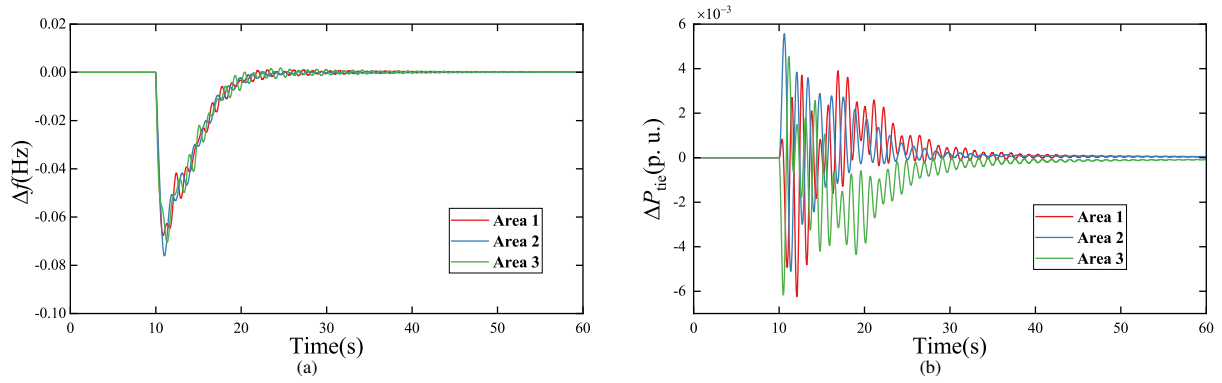 0.02
0.00
-0.02
-0.04
-0.06
-0.08
-0.10
Δf(Hz)
0 10 20 30 40 50 60
Time(s)
Area 1
Area 2
Area 3
(a)
×10⁻³
6
4
2
0
-2
-4
-6
ΔP_tie(p. u.)
0 10 20 30 40 50 60
Time(s)
Area 1
Area 2
Area 3
(b)